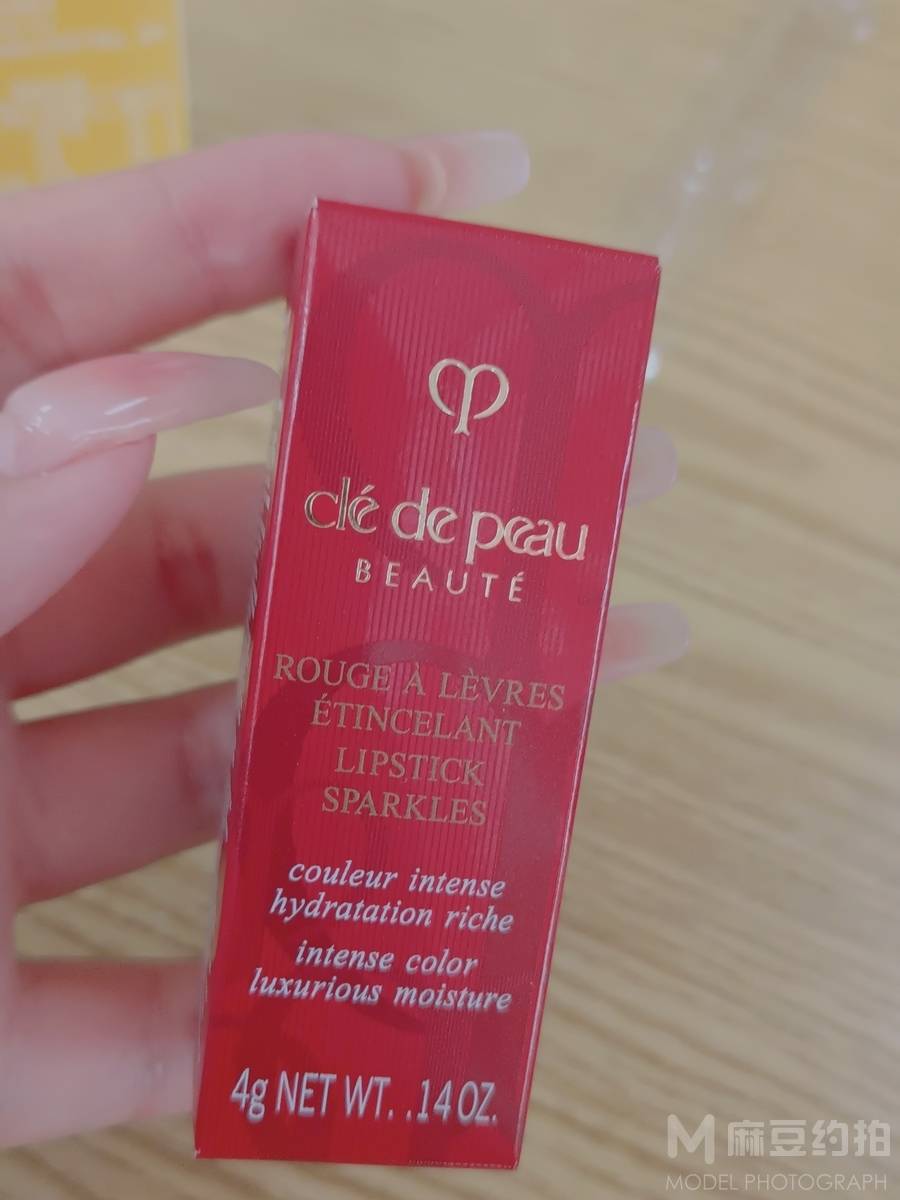 clé de peau
BEAUTÉ
ROUGE À LÈVRES
ÉTINCELANT
LIPSTICK
SPARKLES
couleur intense
hydratation riche
intense color
luxurious moisture
4g NET WT. .14 OZ.
M 麻豆约拍
MODEL PHOTOGRAPH